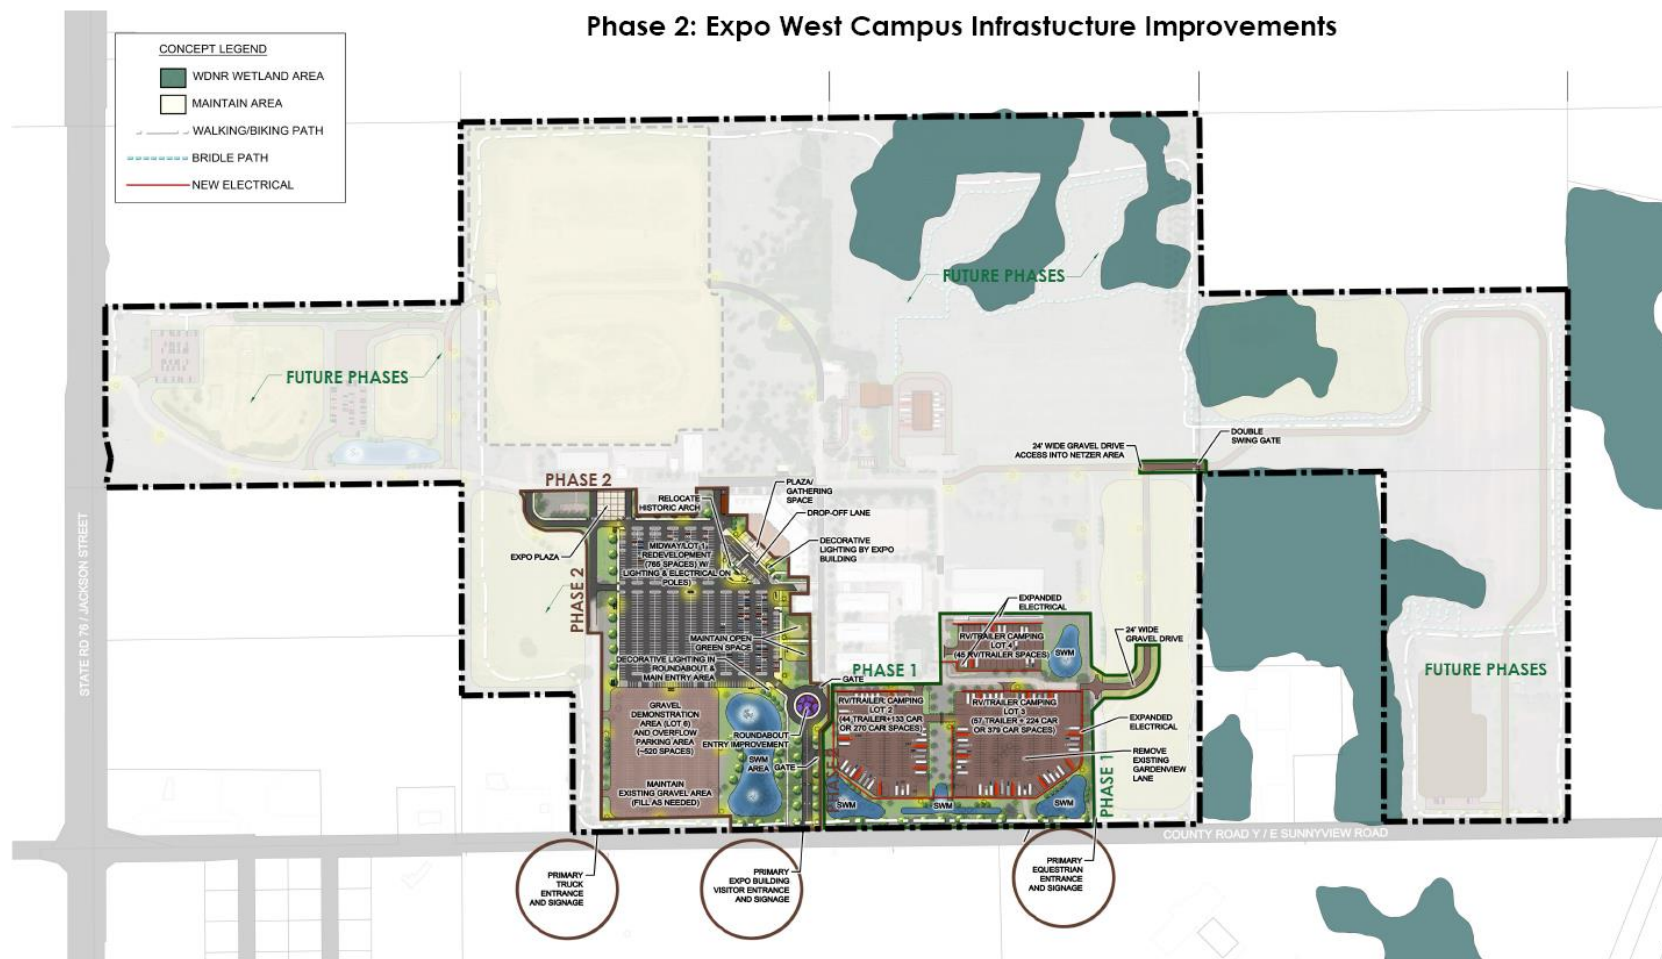 Phase 2: Expo West Campus Infrastucture Improvements
CONCEPT LEGEND
WDNR WETLAND AREA
MAINTAIN AREA
WALKING/BIKING PATH
BRIDLE PATH
NEW ELECTRICAL
FUTURE PHASES
FUTURE PHASES
STATE RD 76 / JACKSON STREET
24' WIDE GRAVEL DRIVE
ACCESS INTO NETZER AREA
DOUBLE
SWING GATE
PHASE 2
RELOCATE
HISTORIC ARCH
PLAZA/
GATHERING
SPACE
DROP-OFF LANE
DECORATIVE
LIGHTING BY EXPO
BUILDING
EXPO PLAZA
MIDWAY/LOT 1
REDEVELOPMENT
(765 SPACES) W/
LIGHTING & ELECTRICAL ON
POLES)
PHASE 2
MAINTAIN OPEN
GREEN SPACE
DECORATIVE LIGHTING IN
ROUNDABOUT &
MAIN ENTRY AREA
EXPANDED
ELECTRICAL
RV/TRAILER CAMPING
LOT 4
(45 RV/TRAILER SPACES)
SWM
24' WIDE
GRAVEL DRIVE
PHASE 1
GATE
FUTURE PHASES
GRAVEL
DEMONSTRATION
AREA (LOT 6)
AND OVERFLOW
PARKING AREA
(~520 SPACES)
MAINTAIN
EXISTING GRAVEL AREA
(FILL AS NEEDED)
ROUNDABOUT
ENTRY IMPROVEMENT
SWM
AREA
GATE
PHASE 2
RV/TRAILER CAMPING
LOT 2
(44 TRAILER+133 CAR
OR 270 CAR SPACES)
RV/TRAILER CAMPING
LOT 3
(57 TRAILER + 224 CAR
OR 379 CAR SPACES)
EXPANDED
ELECTRICAL
REMOVE
EXISTING
GARDENVIEW
LANE
PHASE 1
SWM
SWM
SWM
COUNTY ROAD Y / E SUNNYVIEW ROAD
PRIMARY
TRUCK
ENTRANCE
AND SIGNAGE
PRIMARY
EXPO BUILDING
VISITOR ENTRANCE
AND SIGNAGE
PRIMARY
EQUESTRIAN
ENTRANCE
AND SIGNAGE